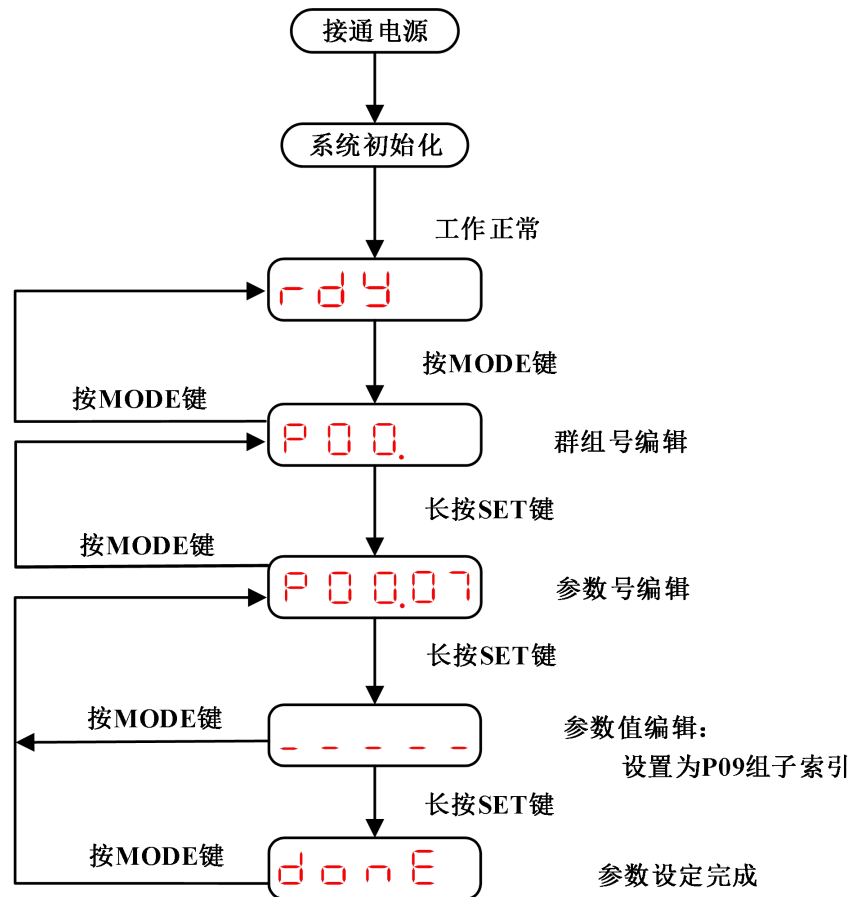 接通电源
系统初始化
工作正常
rdy
按MODE键
按MODE键
P00.
群组号编辑
长按SET键
按MODE键
P00.07
参数号编辑
长按SET键
按MODE键
_ _ _ _ _
参数值编辑：
设置为P09组子索引
长按SET键
按MODE键
donE
参数设定完成